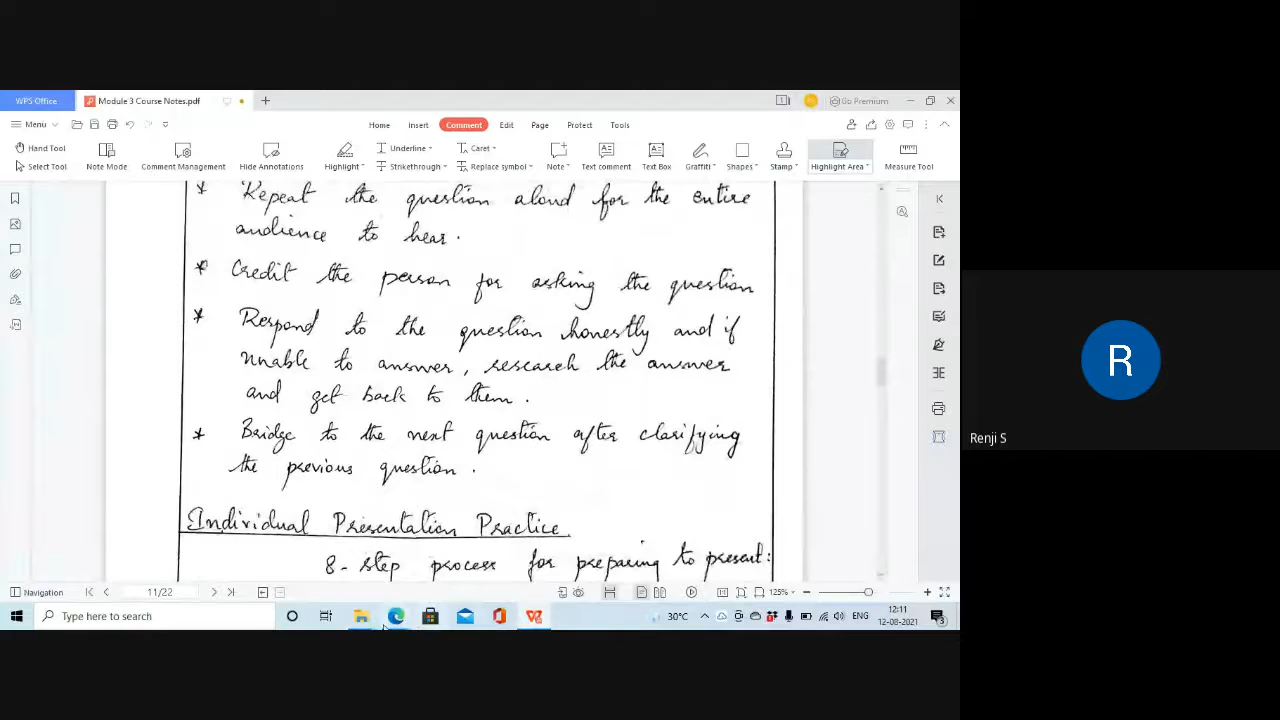 WPS Office
Module 3 Course Notes.pdf
Go Premium
Menu
Home Insert Comment Edit Page Protect Tools
Hand Tool
Select Tool
Note Mode
Comment Management
Hide Annotations
Highlight
Underline
Strikethrough
Caret
Replace symbol
Note
Text comment
Text Box
Graffiti
Shapes
Stamp
Highlight Area
Measure Tool
* Repeat the question aloud for the entire
audience to hear.
* Credit the person for asking the question
* Respond to the question honestly and if
unable to answer, research the answer
and get back to them.
* Bridge to the next question after clarifying
the previous question.
Individual Presentation Practice.
8 - step process for preparing to present:
Navigation
11/22
125%
Type here to search
30°C
ENG
12:11
12-08-2021
3
R
Renji S